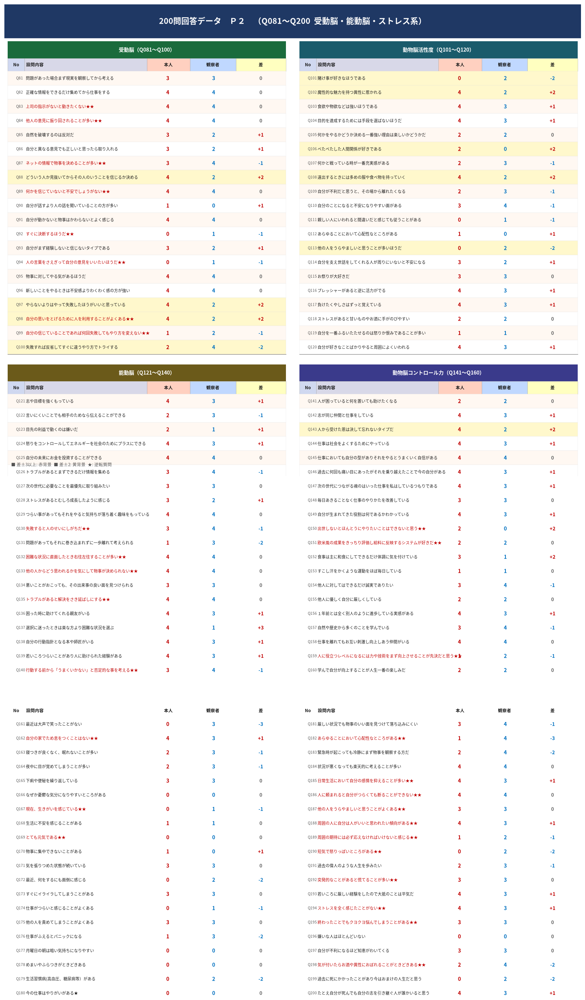 200問回答データ　P２　（Q081〜Q200 受動脳・能動脳・ストレス系）
受動脳（Q081〜Q100）
No 設問内容 本人 観察者 差
Q81 問題があった場合まず現実を観察してから考える 3 3 0
Q82 正確な情報をできるだけ集めてから仕事をする 4 4 0
Q83 上司の指示がないと動きたくない★★ 4 4 0
Q84 他人の意見に振り回されることが多い★★ 4 4 0
Q85 自然を破壊するのは反対だ 3 2 +1
Q86 自分と異なる意見でも正しいと思ったら取り入れる 3 2 +1
Q87 ネットの情報で物事を決めることが多い★★ 3 4 -1
Q88 どういう人か見抜いてからその人のいうことを信じるか決める 4 2 +2
Q89 何かを信じていないと不安でしょうがない★★ 4 4 0
Q90 自分が話すより人の話を聞いていることの方が多い 1 0 +1
Q91 自分が動かないと物事はわからないとよく感じる 4 4 0
Q92 すぐに決断するほうだ★★ 0 1 -1
Q93 自分がまず経験しないと信じないタイプである 3 2 +1
Q94 人の言葉をさえぎって自分の意見をいいたいほうだ★★ 0 1 -1
Q95 物事に対してやる気があるほうだ 4 4 0
Q96 新しいことをやるときは不安感よりわくわく感の方が強い 4 4 0
Q97 やらないよりはやって失敗したほうがいいと思っている 4 2 +2
Q98 自分の思いをとげるために人を利用することがよくある★★ 4 2 +2
Q99 自分の信じていることであれば何回失敗してもやり方を変えない★★ 1 2 -1
Q100 失敗すれば反省してすぐに違うやり方でトライする 2 4 -2
動物脳活性度（Q101〜Q120）
No 設問内容 本人 観察者 差
Q101 賭け事が好きなほうである 0 2 -2
Q102 魔性的な魅力を持つ異性に惹かれる 4 2 +2
Q103 食欲や物欲などは強いほうである 4 3 +1
Q104 目的を達成するためには手段を選ばないほうだ 4 3 +1
Q105 何かをやるかどうか決める一番強い理由は楽しいかどうかだ 2 2 0
Q106 べたべたした人間関係が好きである 2 0 +2
Q107 何かと戦っている時が一番充実感がある 2 3 -1
Q108 遠出するときには多めの服や食べ物を持っていく 4 2 +2
Q109 自分が不利だと思うと、その場から離れたくなる 2 3 -1
Q110 自分のことになると不安になりやすい面がある 3 4 -1
Q111 親しい人にいわれると間違いだと感じても従うことがある 0 1 -1
Q112 あらゆることにおいて心配性なところがある 1 0 +1
Q113 他の人をうらやましいと思うことが多いほうだ 0 2 -2
Q114 自分を支え世話をしてくれる人が周りにいないと不安になる 3 2 +1
Q115 お祭りが大好きだ 3 3 0
Q116 プレッシャーがあると逆に活力がでる 4 3 +1
Q117 負けたくやしさはずっと覚えている 4 3 +1
Q118 ストレスがあると甘いものやお酒に手がのびやすい 2 2 0
Q119 自分を一番ふるいたたせるのは怒りか恨みであることが多い 1 1 0
Q120 自分が好きなことばかりやると周囲によくいわれる 4 3 +1
能動脳（Q121〜Q140）
No 設問内容 本人 観察者 差
Q121 志や目標を強くもっている 4 3 +1
Q122 言いにくいことでも相手のためなら伝えることができる 2 3 -1
Q123 目先の利益で動くのは嫌いだ 2 1 +1
Q124 怒りをコントロールしてエネルギーを社会のためにプラスにできる 4 3 +1
Q125 自分の未来にお金を投資することができる 4 4 0
■ 差±3以上: 赤背景 ■ 差±2: 黄背景 ★: 逆転質問
Q126 トラブルがあるとまずできるだけ情報を集める 3 4 -1
Q127 次の世代に必要なことを最優先に取り組みたい 3 3 0
Q128 ストレスがあるとむしろ成長したように感じる 3 2 +1
Q129 つらい事があってもそれをやると気持ちが落ち着く趣味をもっている 4 4 0
Q130 失敗すると人のせいにしがちだ★★ 3 4 -1
Q131 問題があってもそれに巻き込まれずに一歩離れて考えられる 1 3 -2
Q132 困難な状況に直面したとき右往左往することが多い★★ 4 4 0
Q133 他の人からどう思われるかを気にして物事が決められない★★ 4 4 0
Q134 悪いことがおこっても、その出来事の良い面を見つけられる 3 3 0
Q135 トラブルがあると解決をさき延ばしにする★★ 4 4 0
Q136 困った時に助けてくれる親友がいる 4 3 +1
Q137 選択に迷ったときは楽な方より困難な状況を選ぶ 4 1 +3
Q138 自分の行動指針となる本や師匠がいる 4 3 +1
Q139 若いころつらいことがあり人に助けられた経験がある 4 3 +1
Q140 行動する前から「うまくいかない」と否定的な事を考える★★ 3 4 -1
動物脳コントロール力（Q141〜Q160）
No 設問内容 本人 観察者 差
Q141 人が困っていると何を置いても助けたくなる 2 2 0
Q142 志が同じ仲間と仕事をしている 4 3 +1
Q143 人から受けた恩は決して忘れないタイプだ 4 2 +2
Q144 仕事は社会をよくするためにやっている 4 3 +1
Q145 仕事においても自分の型がありそれをやるとうまくいく自信がある 4 4 0
Q146 過去に何回も痛い目にあったがそれを乗り越えたことで今の自分がある 4 3 +1
Q147 次の世代につながる魂のはいった仕事を私はしているつもりである 4 3 +1
Q148 毎日あきることなく仕事のやりかたを改善している 3 3 0
Q149 自分が生まれてきた役割は何であるかわかっている 4 3 +1
Q150 出世しないとほんとうにやりたいことはできないと思う★★ 2 0 +2
Q151 欧米風の成果をきっちり評価し給料に反映するシステムが好きだ★★ 2 2 0
Q152 食事は主に和食にしてできるだけ体調に気を付けている 3 1 +2
Q153 すこし汗をかくような運動をほぼ毎日している 1 1 0
Q154 他人に対してはできるだけ誠実でありたい 3 4 -1
Q155 他人に優しく自分に厳しくしている 2 2 0
Q156 １年前とは全く別人のように進歩している実感がある 4 3 +1
Q157 自然や歴史から多くのことを学んでいる 3 4 -1
Q158 仕事を離れてもお互い刺激し向上しあう仲間がいる 4 4 0
Q159 人に役立つレベルになるには力や技術をまず向上させることが先決だと思う★★ 1 2 -1
Q160 学んで自分が向上することが人生一番の楽しみだ 2 2 0
No 設問内容 本人 観察者 差
Q161 最近は大声で笑ったことがない 0 3 -3
Q162 自分の家でため息をつくことはない★★ 4 3 +1
Q163 寝つきが良くなく、眠れないことが多い 2 3 -1
Q164 夜中に目が覚めてしまうことが多い 2 3 -1
Q165 下痢や便秘を繰り返している 3 3 0
Q166 なぜか憂鬱な気分になりやすいところがある 0 0 0
Q167 現在、生きがいを感じている★★ 0 1 -1
Q168 生活に不安を感じることがある 1 1 0
Q169 とても元気である★★ 0 0 0
Q170 物事に集中できないことがある 1 0 +1
Q171 気を張りつめた状態が続いている 3 3 0
Q172 最近、何をするにも面倒に感じる 0 2 -2
Q173 すぐにイライラしてしまうことがある 3 3 0
Q174 仕事がつらいと感じることがよくある 0 1 -1
Q175 他の人を責めてしまうことがよくある 3 3 0
Q176 仕事がふえるとパニックになる 1 3 -2
Q177 月曜日の朝は暗い気持ちになりやすい 0 0 0
Q178 めまいやふらつきがときどきある 0 0 0
Q179 生活習慣病(高血圧、糖尿病等）がある 0 2 -2
Q180 今の仕事はやりがいがある★ 0 0 0
No 設問内容 本人 観察者 差
Q181 厳しい状況でも物事のいい面を見つけて落ち込みにくい 3 4 -1
Q182 あらゆることにおいて心配性なところがある★★ 1 4 -3
Q183 緊急時が起こっても冷静にまず物事を観察する方だ 2 4 -2
Q184 状況が悪くなっても楽天的に考えることが多い 4 4 0
Q185 日常生活において自分の感情を抑えることが多い★★ 4 3 +1
Q186 人に頼まれると自分がつらくても断ることができない★★ 4 4 0
Q187 他の人をうらやましいと思うことがよくある★★ 3 3 0
Q188 周囲の人に自分は人がいいと思われたい傾向がある★★ 4 3 +1
Q189 周囲の期待には必ず応えなければいけないと感じる★★ 1 2 -1
Q190 短気で怒りっぽいところがある★★ 0 2 -2
Q191 過去の偉人のような人生を歩みたい 2 3 -1
Q192 突発的なことがあると慌てることが多い★★ 3 3 0
Q193 若いころに厳しい経験をしたので大抵のことは平気だ 4 3 +1
Q194 ストレスを全く感じたことがない★★ 4 3 +1
Q195 終わったことでもクヨクヨ悩んでしまうことがある★★ 3 3 0
Q196 嫌いな人はほとんどいない 0 0 0
Q197 自分が不利になるほど知恵がわいてくる 3 3 0
Q198 気が付いたらお酒や異性におぼれることがときどきある★★ 2 4 -2
Q199 過去に死にかかったことがあり今はおまけの人生だと思う 0 2 -2
Q200 たとえ自分が死んでも自分の志を引き継ぐ人が誰かいると思う 4 3 +1